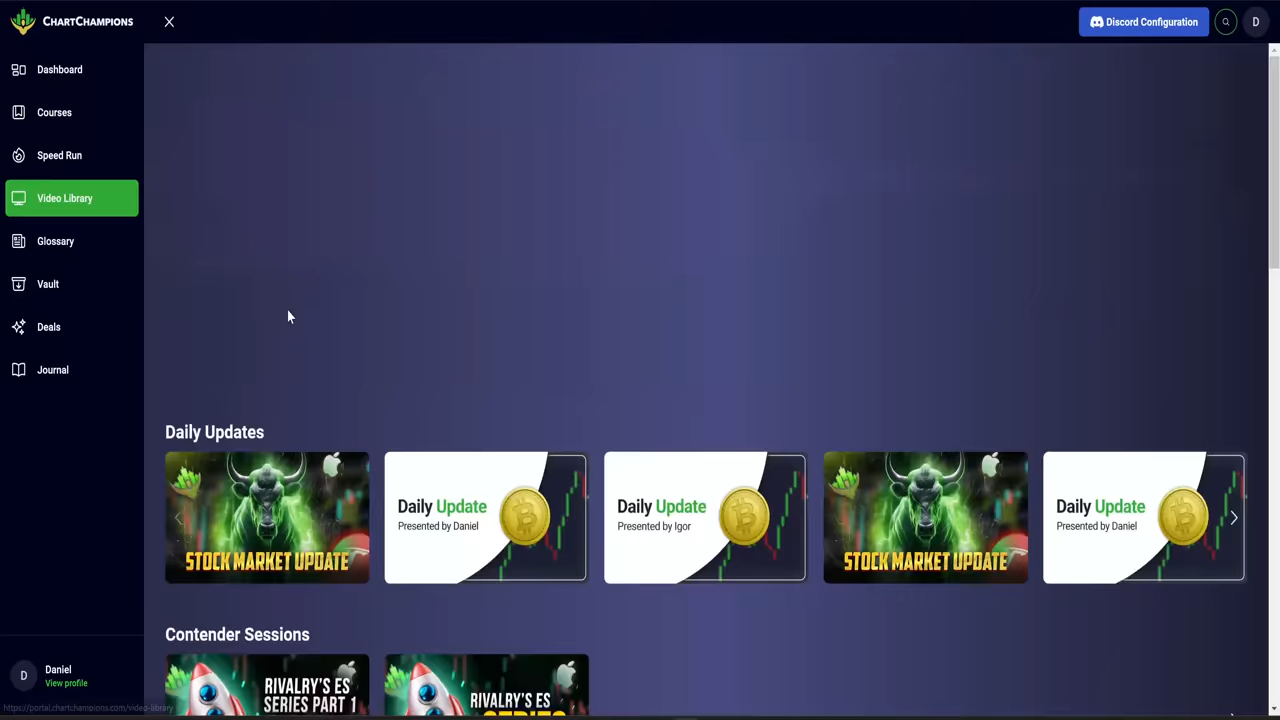 CHARTCHAMPIONS
Discord Configuration
D
Dashboard
Courses
Speed Run
Video Library
Glossary
Vault
Deals
Journal
Daily Updates
STOCK MARKET UPDATE
Daily Update
Presented by Daniel
Daily Update
Presented by Igor
STOCK MARKET UPDATE
Daily Update
Presented by Daniel
Contender Sessions
RIVALRY'S ES
SERIES PART 1
RIVALRY'S ES
SERIES
D
Daniel
View profile
https://portal.chartchampions.com/video-library